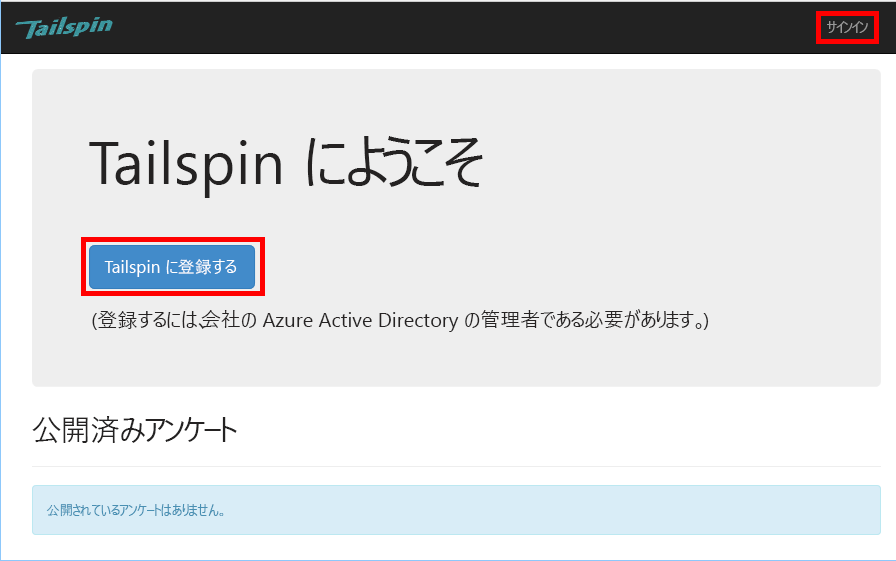 Tailspin
サインイン
Tailspin にようこそ
Tailspin に登録する
(登録するには、会社の Azure Active Directory の管理者である必要があります。)
公開済みアンケート
公開されているアンケートはありません。